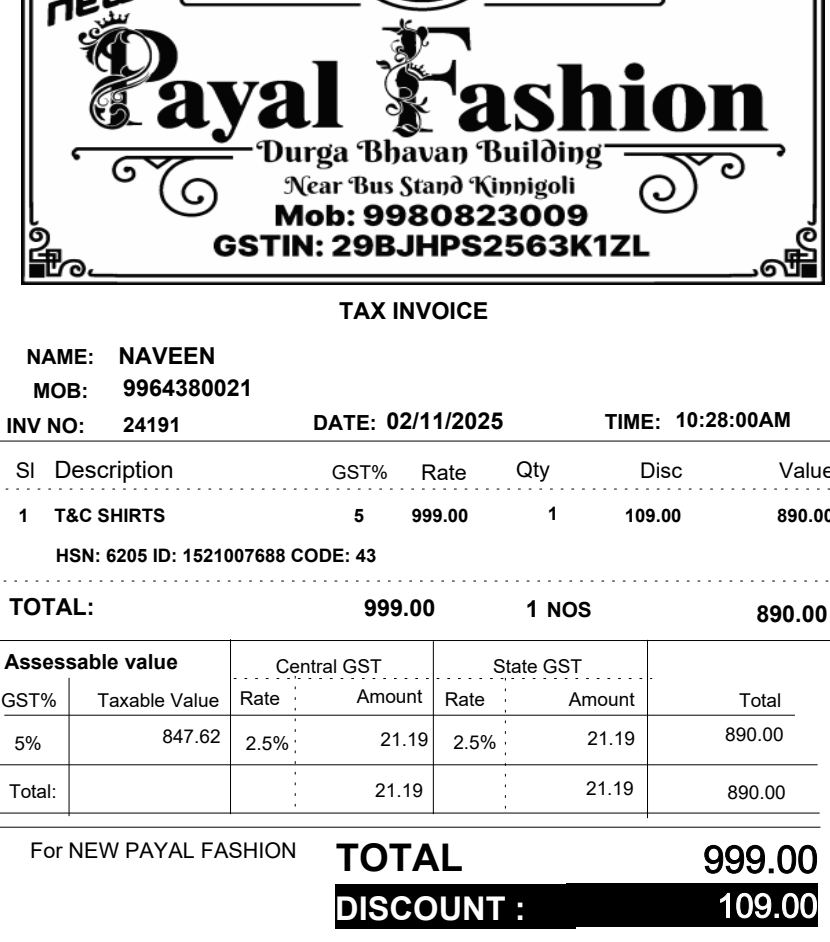 new
Payal Fashion
Durga Bhavan Building
Near Bus Stand Kinnigoli
Mob: 9980823009
GSTIN: 29BJHPS2563K1ZL
TAX INVOICE
NAME: NAVEEN
MOB: 9964380021
INV NO: 24191 DATE: 02/11/2025 TIME: 10:28:00AM
Sl Description GST% Rate Qty Disc Value
1 T&C SHIRTS 5 999.00 1 109.00 890.00
HSN: 6205 ID: 1521007688 CODE: 43
TOTAL: 999.00 1 NOS 890.00
Assessable value Central GST State GST
GST% Taxable Value Rate Amount Rate Amount Total
5% 847.62 2.5% 21.19 2.5% 21.19 890.00
Total: 21.19 21.19 890.00
For NEW PAYAL FASHION TOTAL 999.00
DISCOUNT : 109.00